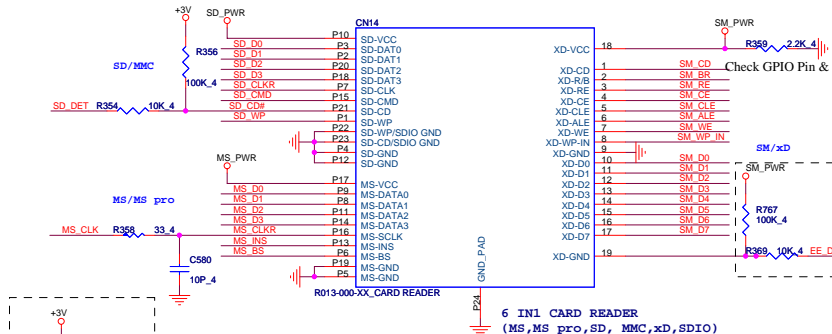 +3V
SD_PWR
CN14
SM_PWR
P10 SD-VCC
SD_D0 P3 SD-DAT0
SD_D1 P2 SD-DAT1
SD_D2 P20 SD-DAT2
SD_D3 P18 SD-DAT3
SD_CLKR P7 SD-CLK
SD_CMD P15 SD-CMD
SD_CD# P21 SD-CD
SD_WP P1 SD-WP
P22 SD-WP/SDIO GND
P23 SD-CD/SDIO GND
P4 SD-GND
P12 SD-GND
R356
100K_4
SD/MMC
SD_DET R354 10K_4
MS_PWR
P17 MS-VCC
MS_D0 P9 MS-DATA0
MS_D1 P8 MS-DATA1
MS_D2 P11 MS-DATA2
MS_D3 P14 MS-DATA3
MS_CLKR P16 MS-SCLK
MS_INS P13 MS-INS
MS_BS P6 MS-BS
P19 MS-GND
P5 MS-GND
MS/MS pro
MS_CLK R358 33_4
C580
10P_4
+3V
XD-VCC 18
XD-CD 1 SM_CD
XD-R/B 2 SM_BR
XD-RE 3 SM_RE
XD-CE 4 SM_CE
XD-CLE 5 SM_CLE
XD-ALE 6 SM_ALE
XD-WE 7 SM_WE
XD-WP-IN 8 SM_WP_IN
XD-GND 9
XD-D0 10 SM_D0
XD-D1 11 SM_D1
XD-D2 12 SM_D2
XD-D3 13 SM_D3
XD-D4 14 SM_D4
XD-D5 15 SM_D5
XD-D6 16 SM_D6
XD-D7 17 SM_D7
XD-GND 19
R359 2.2K_4
Check GPIO Pin &
SM/xD
SM_PWR
R767
100K_4
R369 10K_4 EE_D
GND_PAD
P24
R013-000-XX_CARD READER
6 IN1 CARD READER
(MS,MS pro,SD, MMC,xD,SDIO)